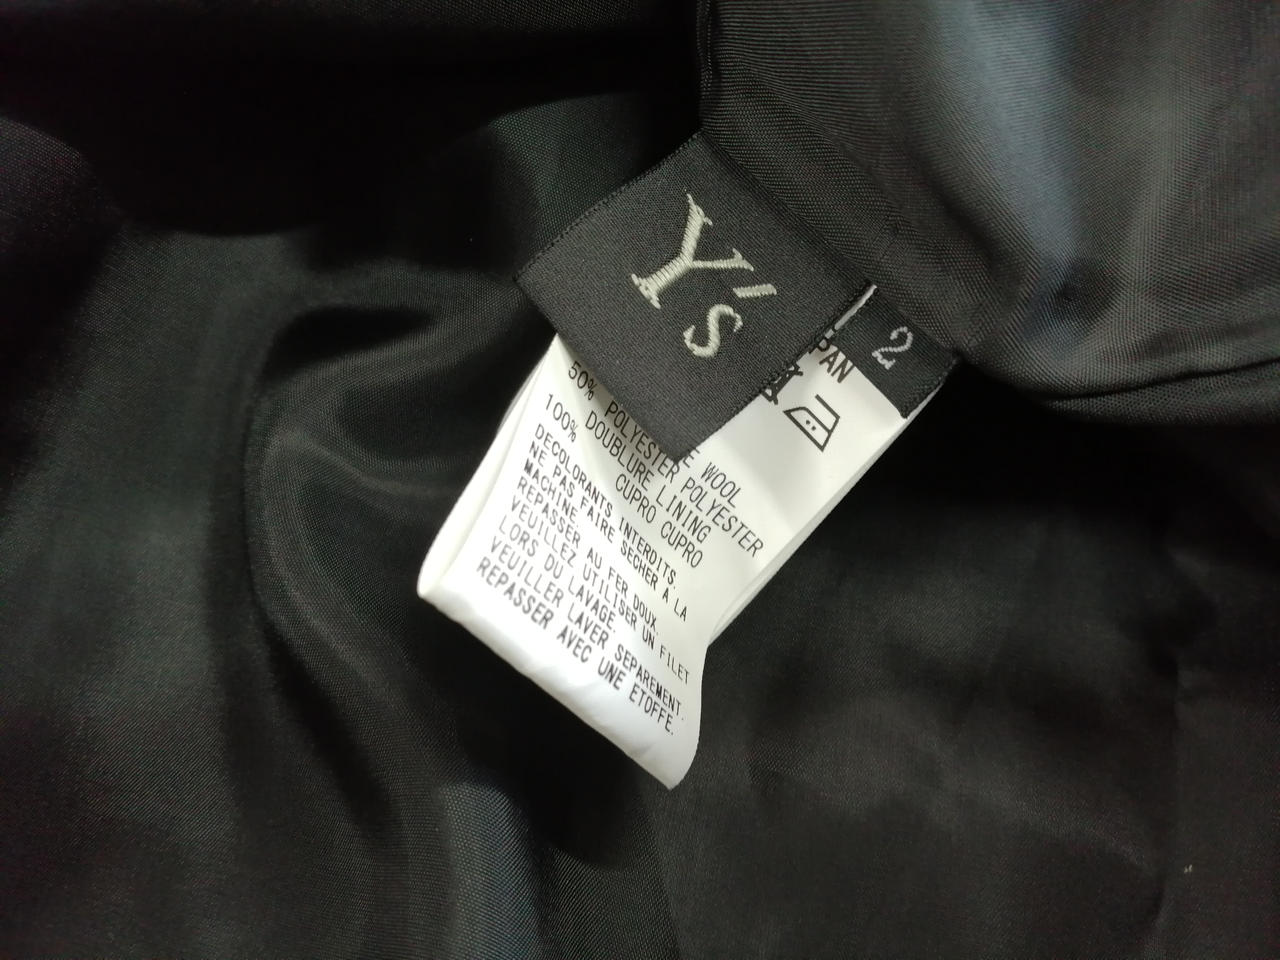 Y's
2
PAN
WOOL
50% POLYESTER POLYESTER
DOUBLURE LINING
100% CUPRO CUPRO
DECOLORANTS INTERDITS.
NE PAS FAIRE SECHER A LA
MACHINE.
REPASSER AU FER DOUX.
VEUILLEZ UTILISER UN FILET
LORS DU LAVAGE.
VEUILLER LAVER SEPAREMENT.
REPASSER AVEC UNE ETOFFE.